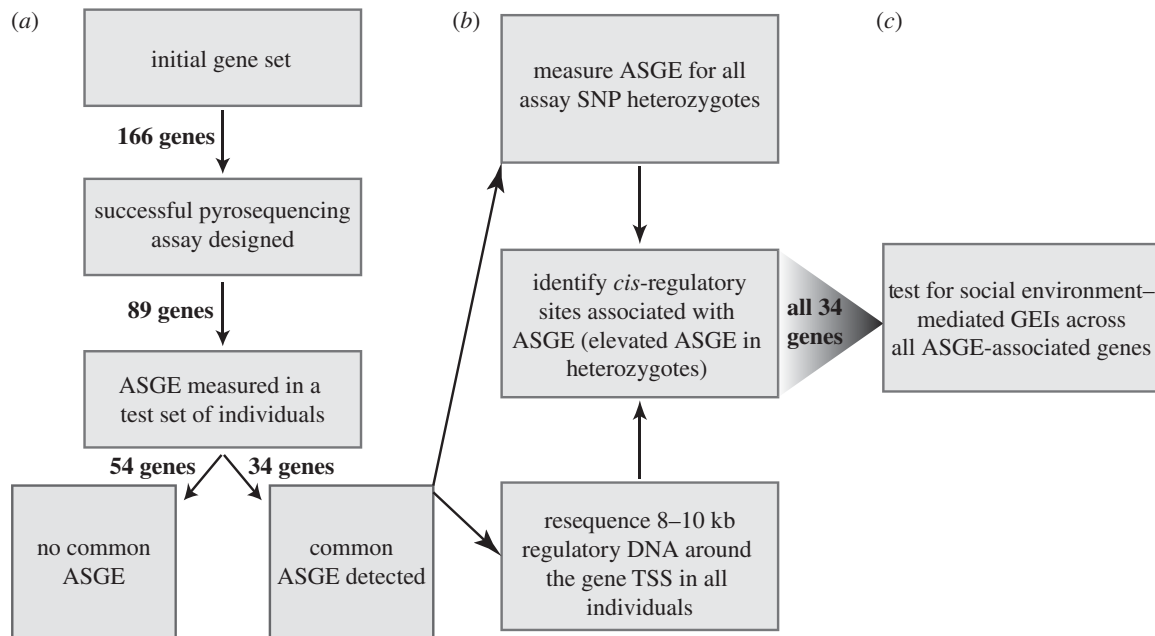 (a)
initial gene set
166 genes
successful pyrosequencing
assay designed
89 genes
ASGE measured in a
test set of individuals
54 genes
34 genes
no common
ASGE
common
ASGE detected
(b)
measure ASGE for all
assay SNP heterozygotes
identify cis-regulatory
sites associated with
ASGE (elevated ASGE in
heterozygotes)
resequence 8–10 kb
regulatory DNA around
the gene TSS in all
individuals
all 34
genes
(c)
test for social environment–
mediated GEIs across
all ASGE-associated genes